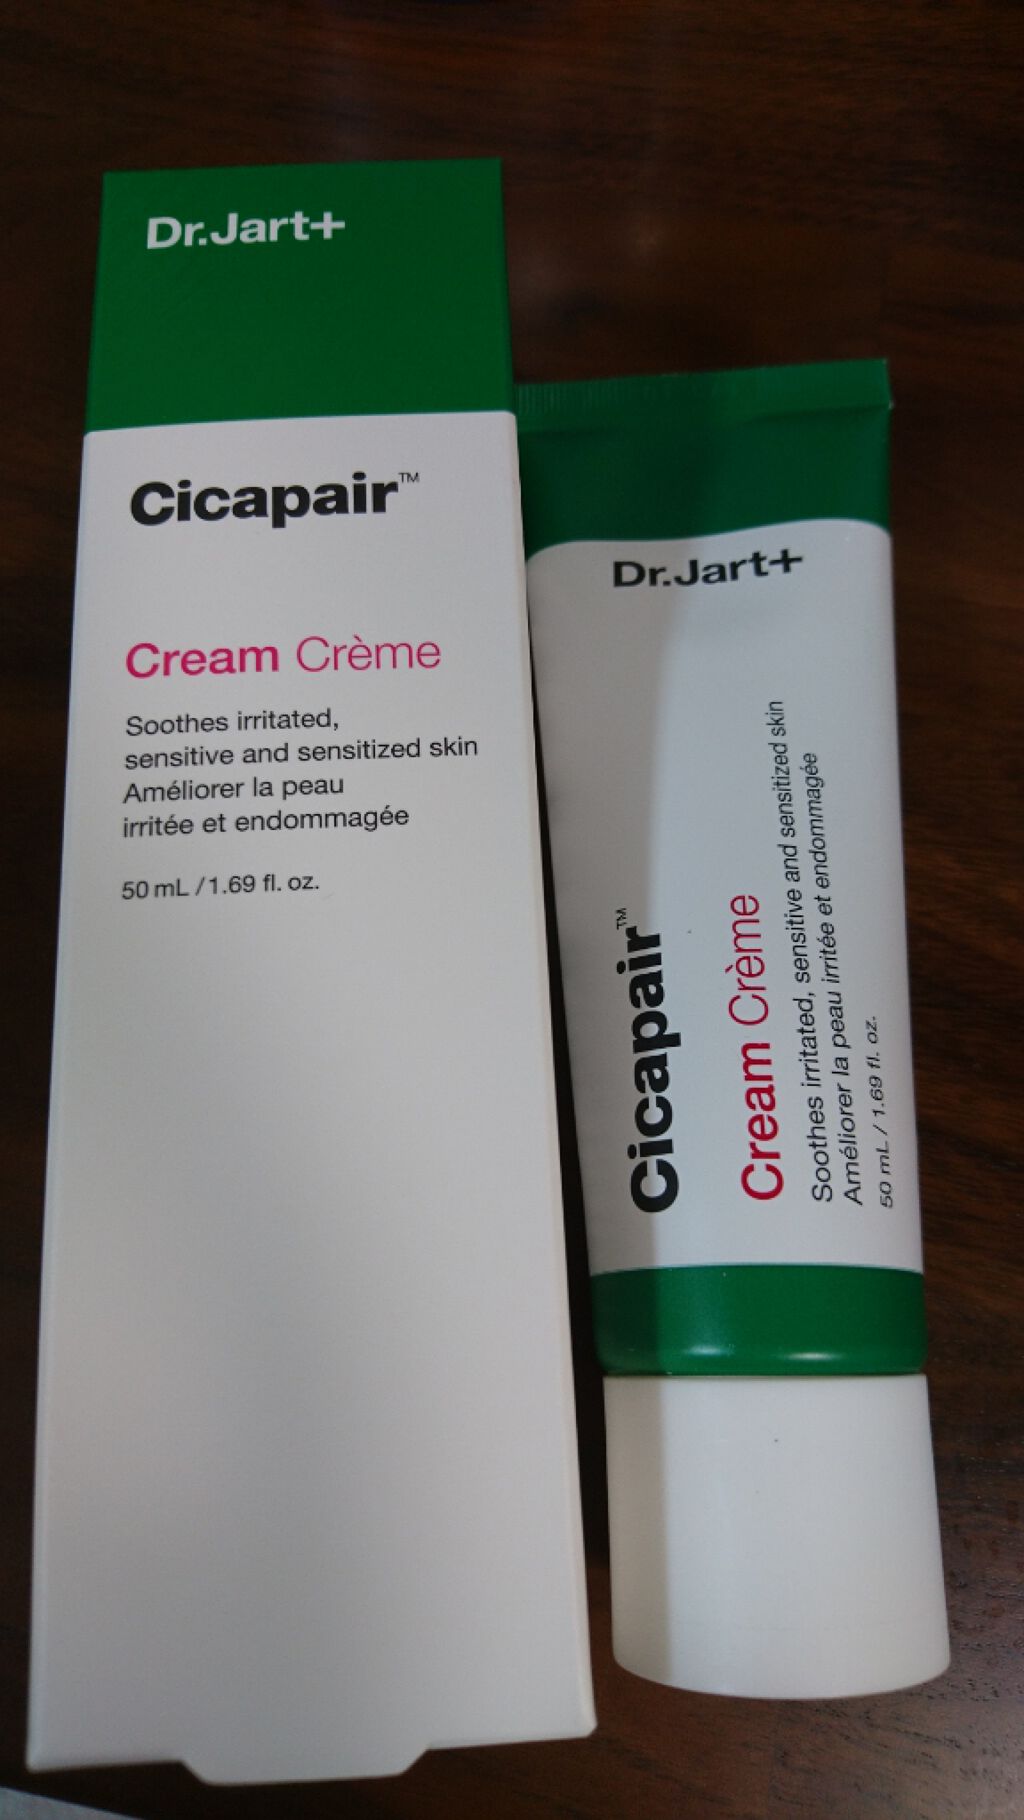 Dr.Jart+
Cicapair™
Cream Crème
Soothes irritated,
sensitive and sensitized skin
Améliorer la peau
irritée et endommagée
50 mL / 1.69 fl. oz.
Dr.Jart+
Cicapair™
Cream Crème
Soothes irritated, sensitive and sensitized skin
Améliorer la peau irritée et endommagée
50 mL / 1.69 fl. oz.